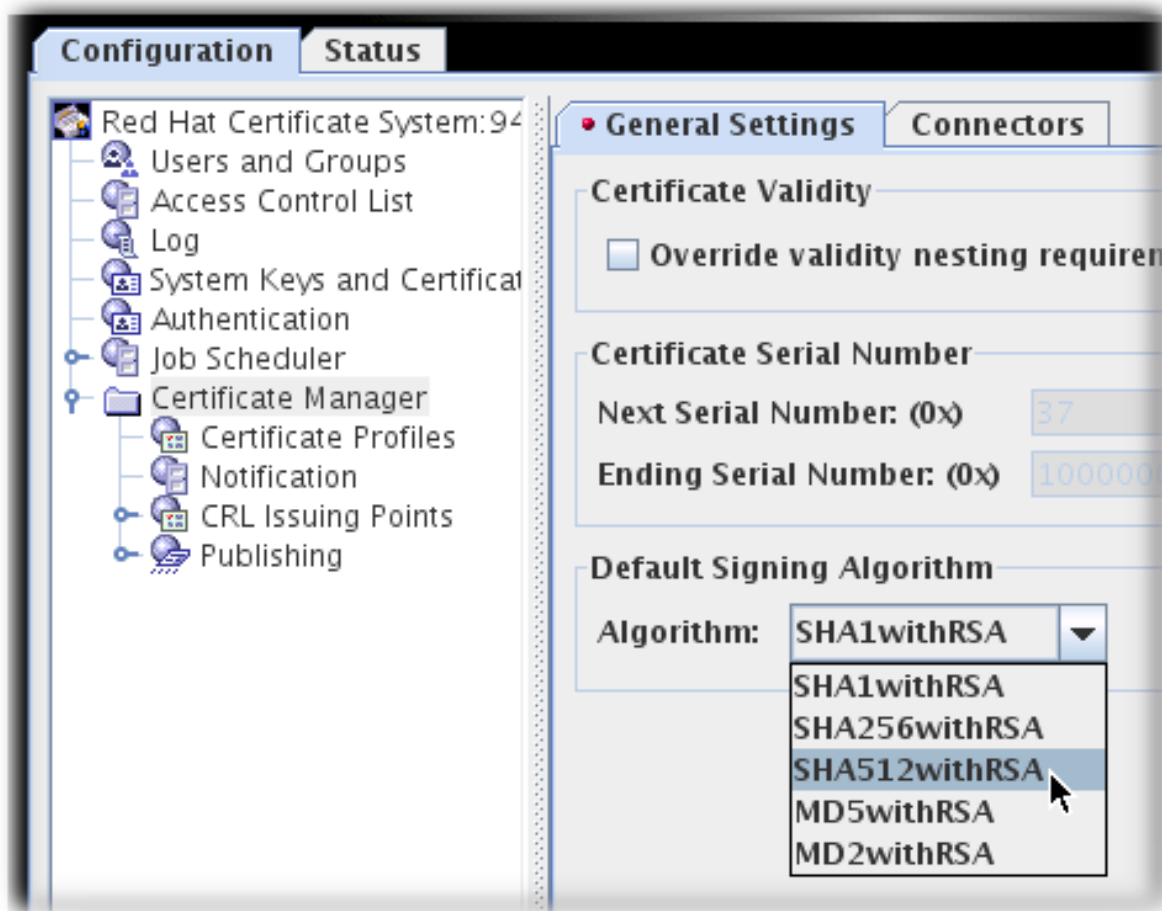 Configuration
Status
Red Hat Certificate System:94
Users and Groups
Access Control List
Log
System Keys and Certificat
Authentication
Job Scheduler
Certificate Manager
Certificate Profiles
Notification
CRL Issuing Points
Publishing
General Settings
Connectors
Certificate Validity
Override validity nesting requirem
Certificate Serial Number
Next Serial Number: (0x) 37
Ending Serial Number: (0x) 1000000
Default Signing Algorithm
Algorithm: SHA1withRSA
SHA1withRSA
SHA256withRSA
SHA512withRSA
MD5withRSA
MD2withRSA